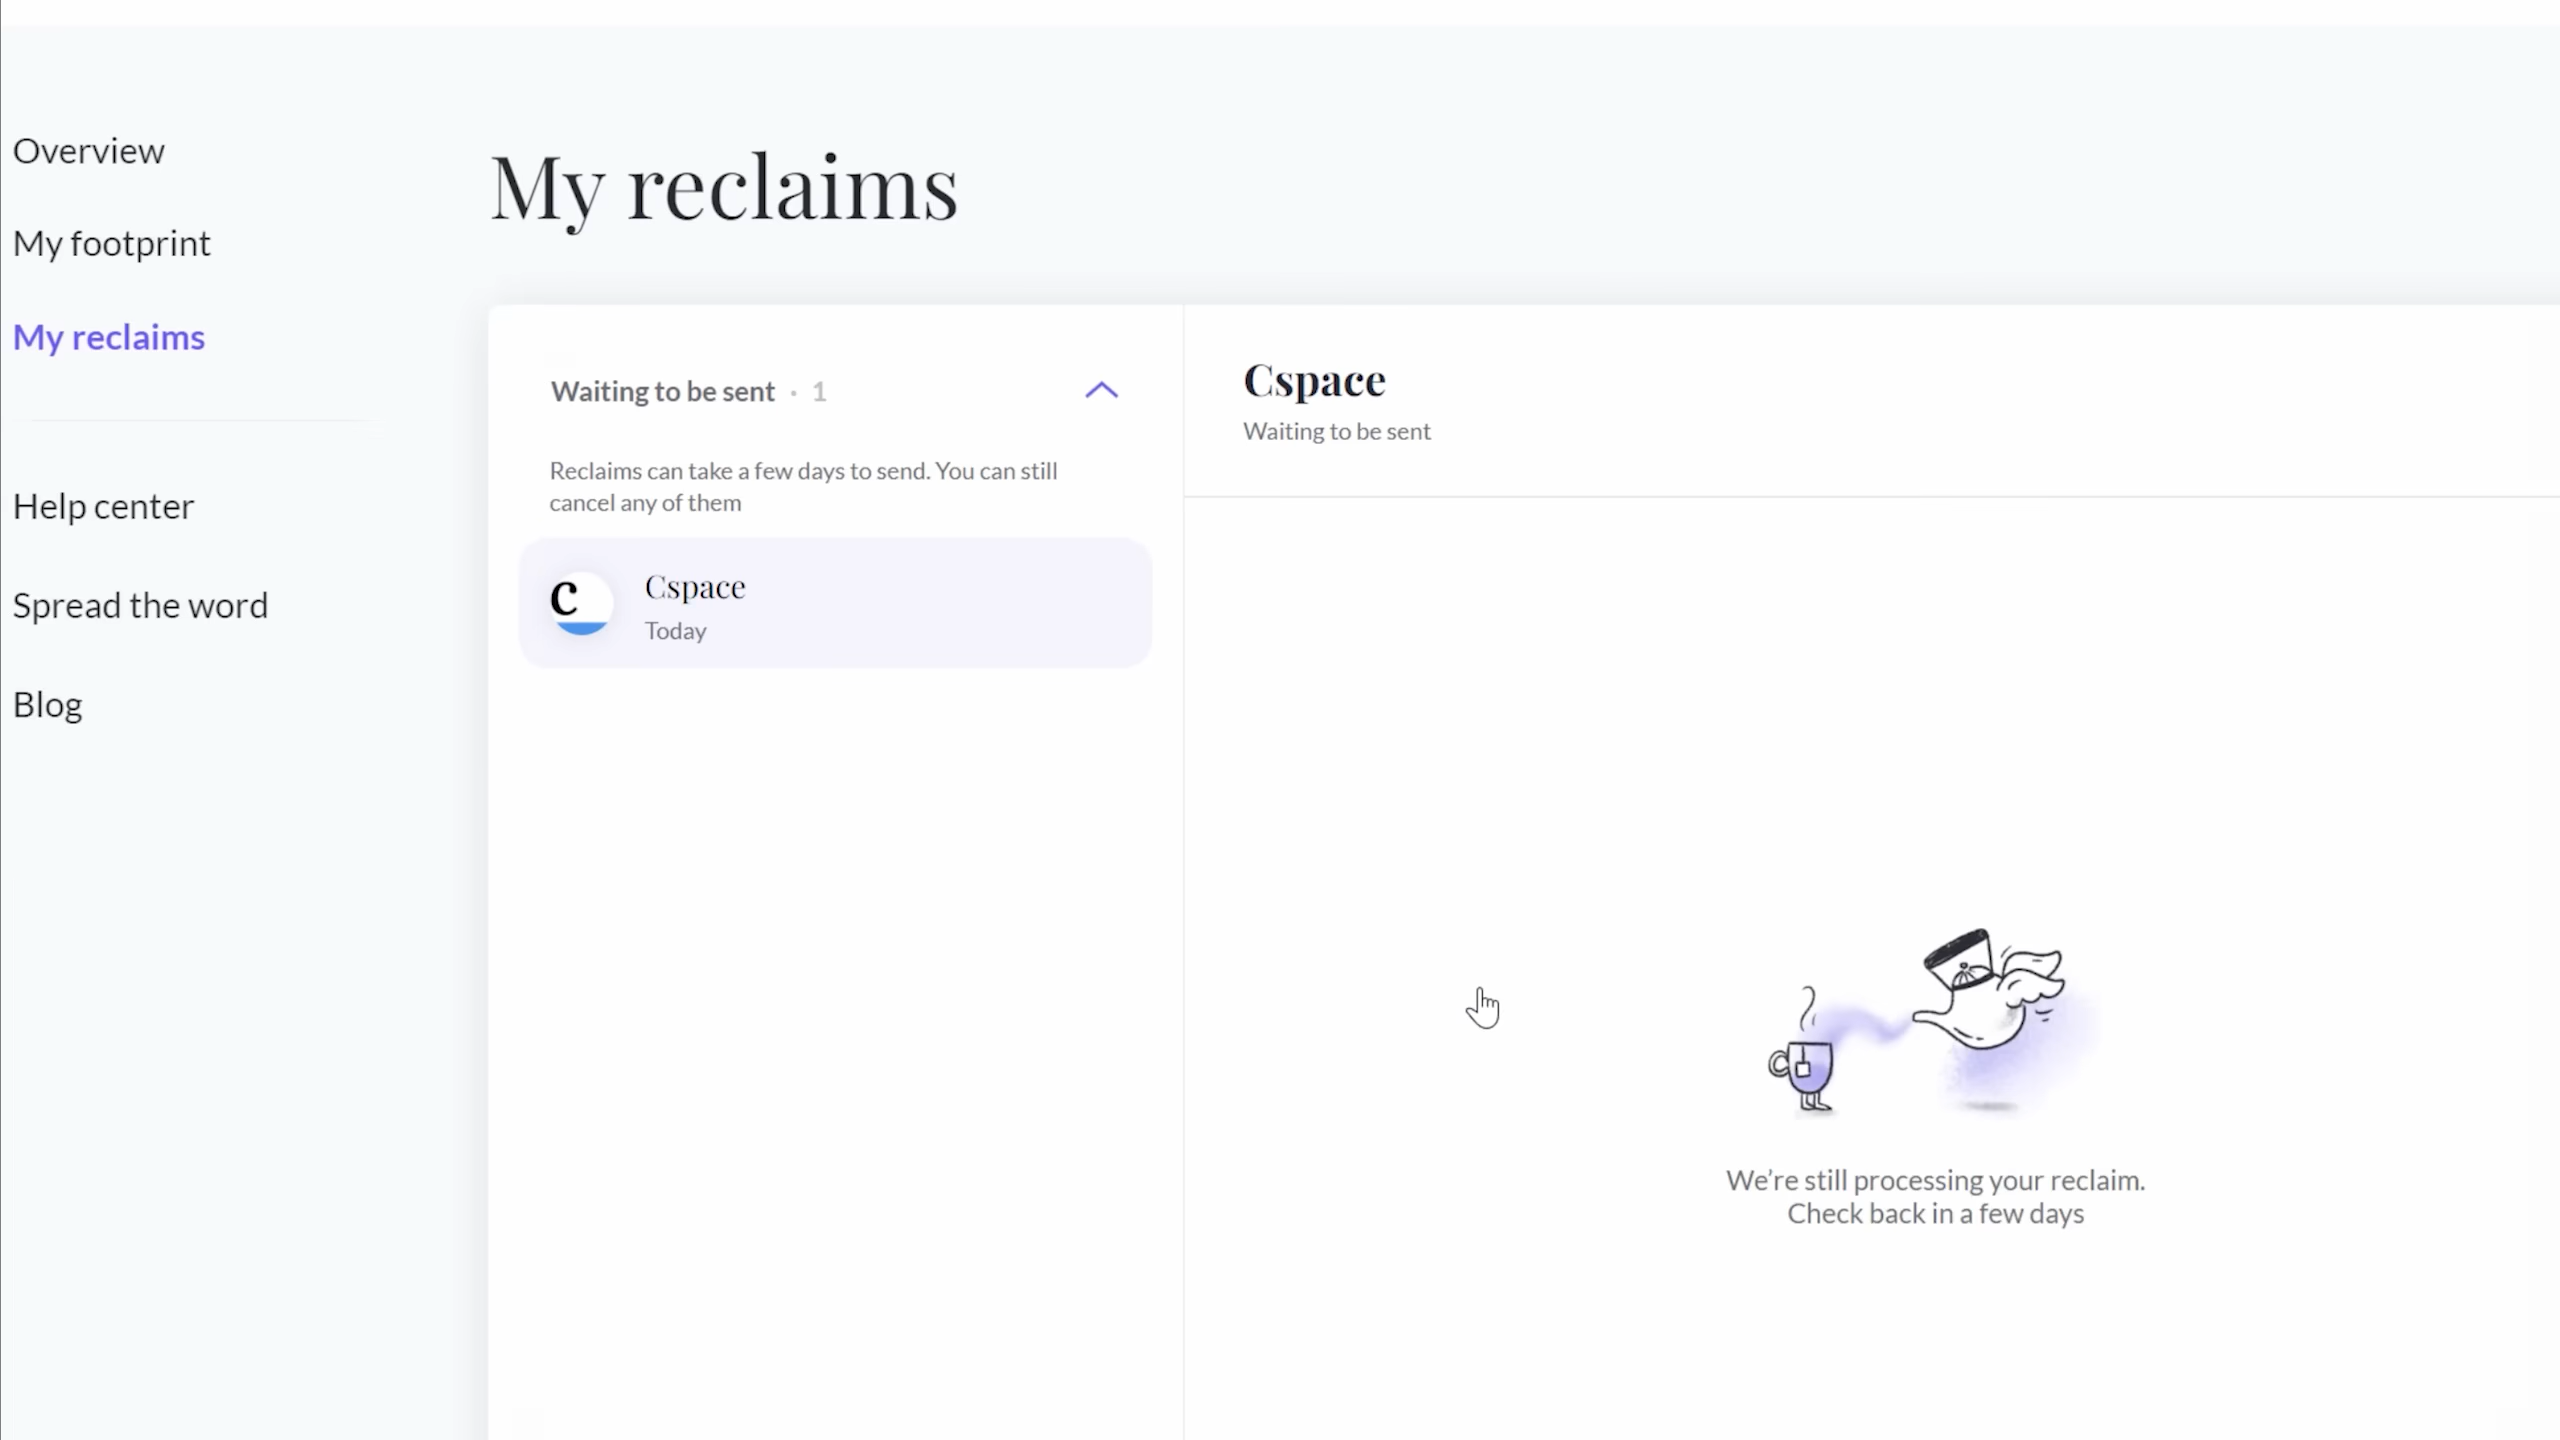 Overview
My footprint
My reclaims
Help center
Spread the word
Blog
My reclaims
Waiting to be sent · 1
Reclaims can take a few days to send. You can still
cancel any of them
C
Cspace
Today
Cspace
Waiting to be sent
We're still processing your reclaim.
Check back in a few days